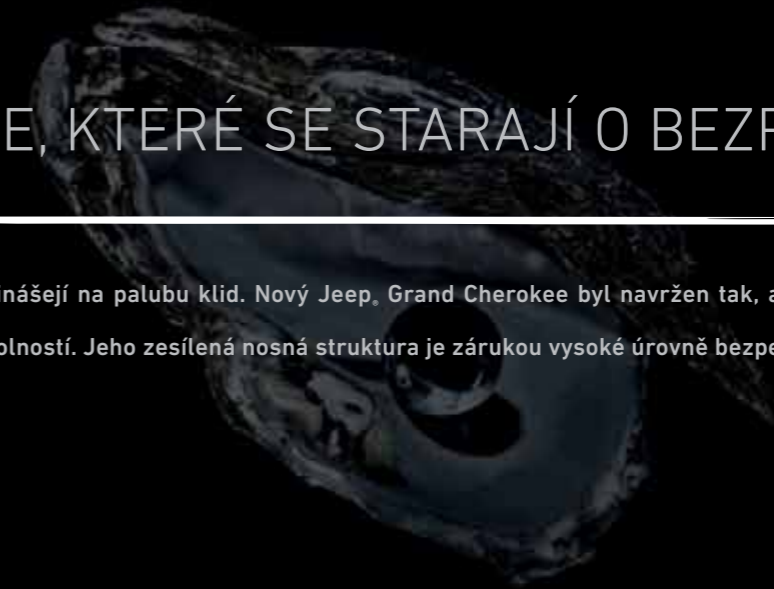 E, KTERÉ SE STARAJÍ O BEZP
inášejí na palubu klid. Nový Jeep® Grand Cherokee byl navržen tak, a
olností. Jeho zesílená nosná struktura je zárukou vysoké úrovně bezpe